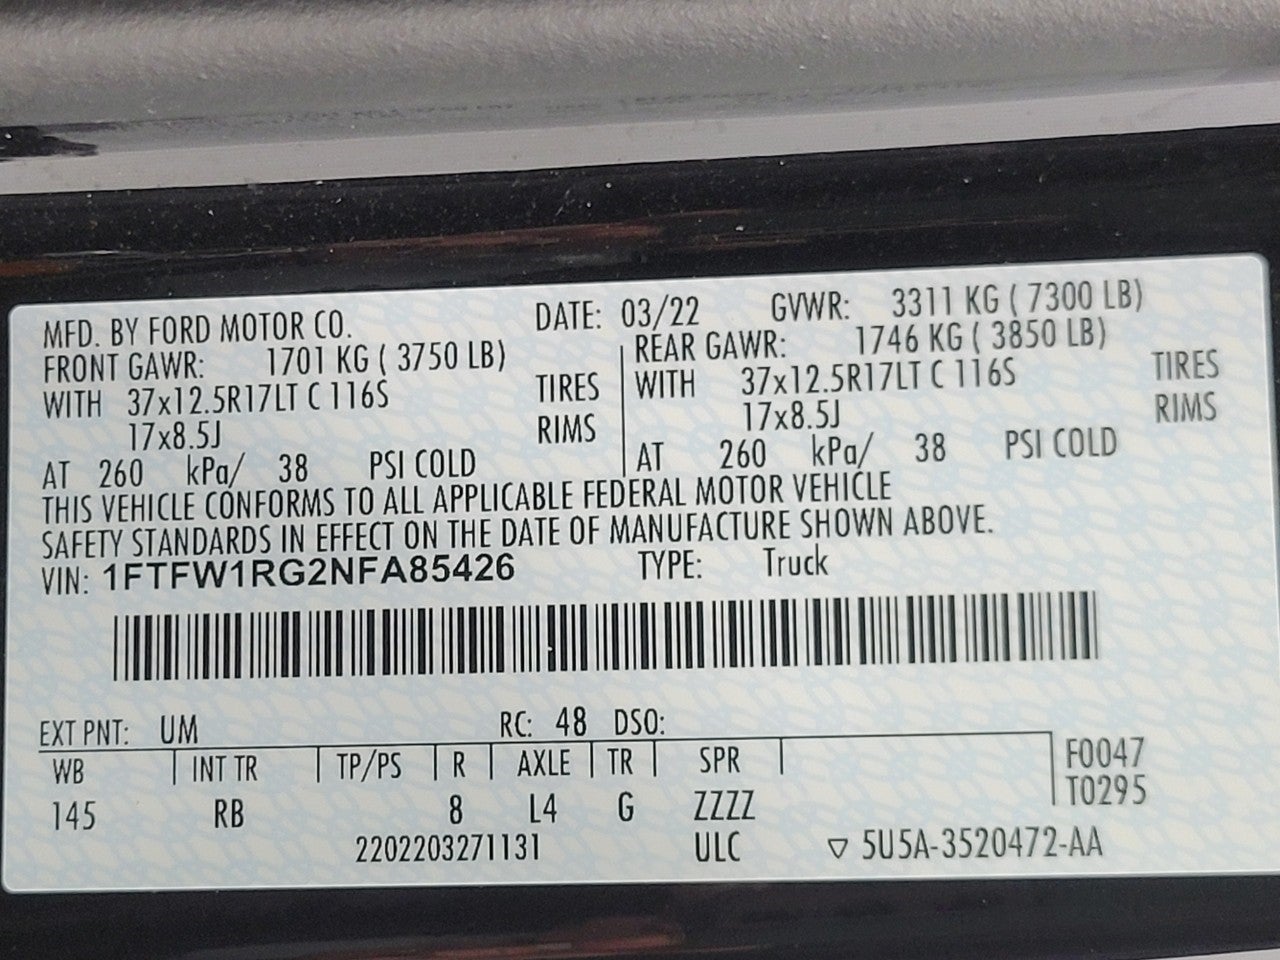 MFD. BY FORD MOTOR CO. DATE: 03/22 GVWR: 3311 KG ( 7300 LB)
FRONT GAWR: 1701 KG ( 3750 LB) REAR GAWR: 1746 KG ( 3850 LB)
WITH 37x12.5R17LT C 116S TIRES WITH 37x12.5R17LT C 116S TIRES
17x8.5J RIMS 17x8.5J RIMS
AT 260 kPa/ 38 PSI COLD AT 260 kPa/ 38 PSI COLD
THIS VEHICLE CONFORMS TO ALL APPLICABLE FEDERAL MOTOR VEHICLE
SAFETY STANDARDS IN EFFECT ON THE DATE OF MANUFACTURE SHOWN ABOVE.
VIN: 1FTFW1RG2NFA85426 TYPE: Truck
EXT PNT: UM RC: 48 DSO:
WB INT TR TP/PS R AXLE TR SPR F0047
145 RB 8 L4 G ZZZZ T0295
2202203271131 ULC ▽ 5U5A-3520472-AA